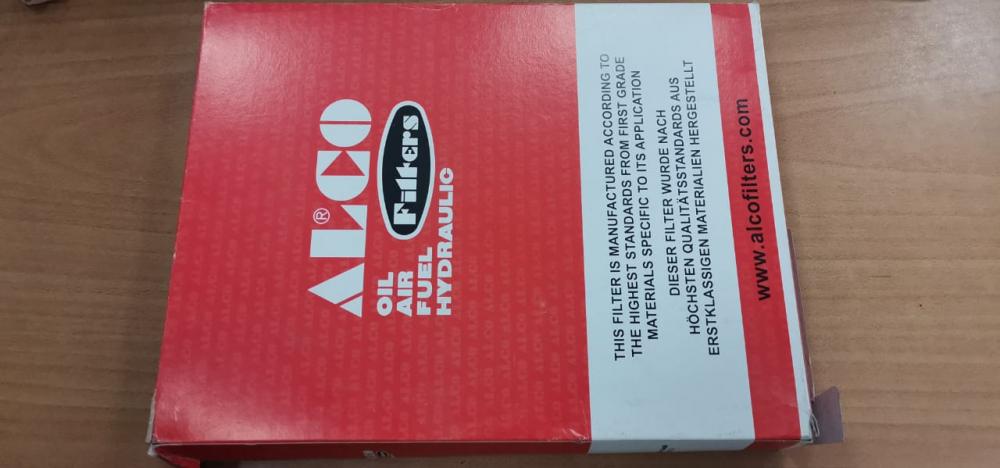 ALCO®
Filters
OIL
AIR
FUEL
HYDRAULIC
THIS FILTER IS MANUFACTURED ACCORDING TO
THE HIGHEST STANDARDS FROM FIRST GRADE
MATERIALS SPECIFIC TO ITS APPLICATION
DIESER FILTER WURDE NACH
HÖCHSTEN QUALITÄTSSTANDARDS AUS
ERSTKLASSIGEN MATERIALIEN HERGESTELLT
www.alcofilters.com